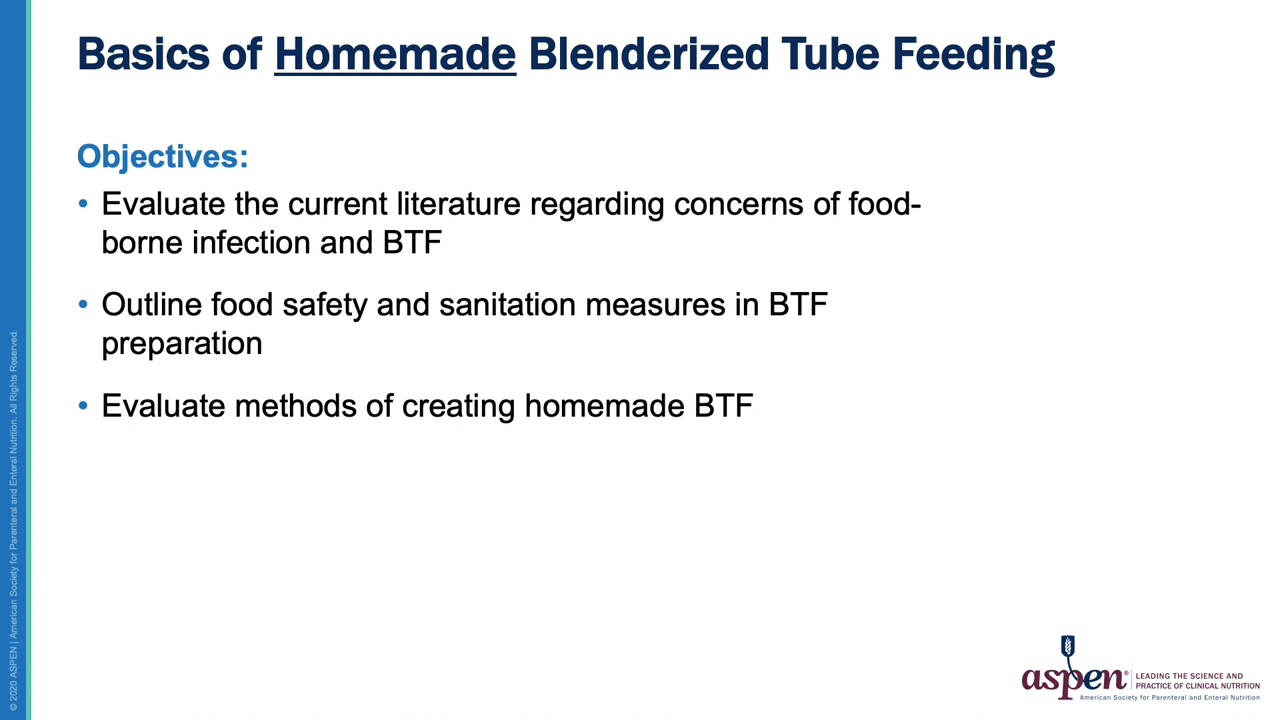 Basics of Homemade Blenderized Tube Feeding
Objectives:
• Evaluate the current literature regarding concerns of food-
borne infection and BTF
• Outline food safety and sanitation measures in BTF
preparation
• Evaluate methods of creating homemade BTF
© 2020 ASPEN | American Society for Parenteral and Enteral Nutrition. All Rights Reserved.
aspen®
LEADING THE SCIENCE AND
PRACTICE OF CLINICAL NUTRITION
American Society for Parenteral and Enteral Nutrition